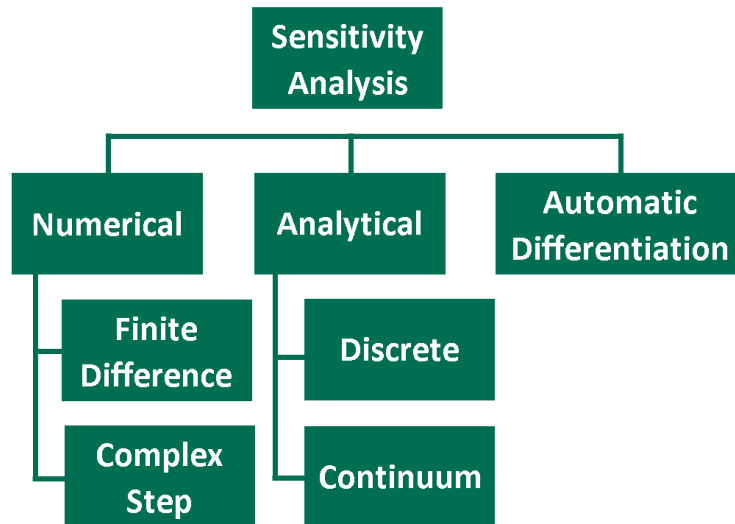 Sensitivity
Analysis
Numerical
Analytical
Automatic
Differentiation
Finite
Difference
Discrete
Complex
Step
Continuum